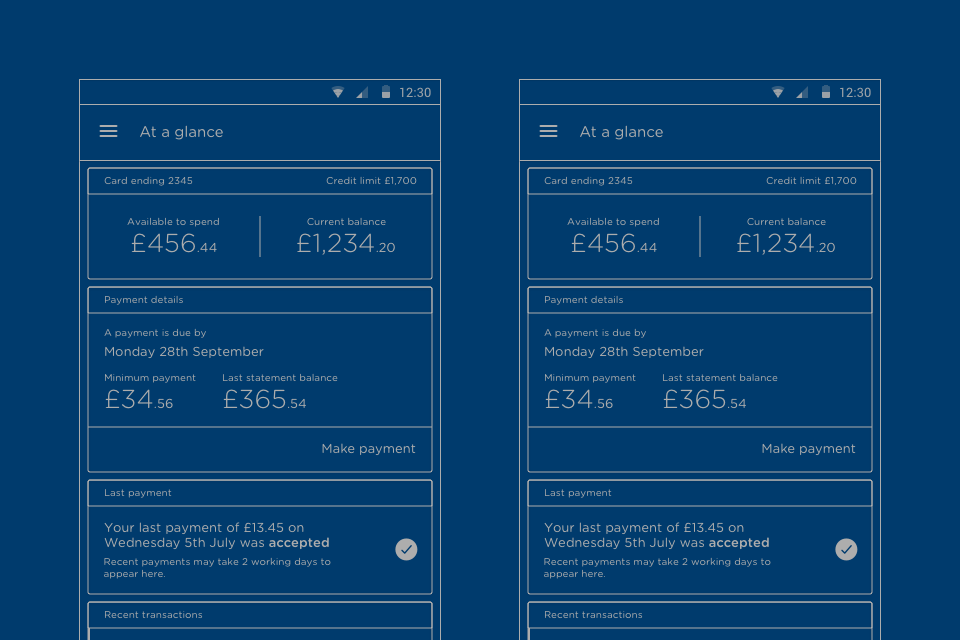 12:30
At a glance
Card ending 2345 Credit limit £1,700
Available to spend Current balance
£456.44 £1,234.20
Payment details
A payment is due by
Monday 28th September
Minimum payment Last statement balance
£34.56 £365.54
Make payment
Last payment
Your last payment of £13.45 on
Wednesday 5th July was accepted
Recent payments may take 2 working days to
appear here.
Recent transactions
12:30
At a glance
Card ending 2345 Credit limit £1,700
Available to spend Current balance
£456.44 £1,234.20
Payment details
A payment is due by
Monday 28th September
Minimum payment Last statement balance
£34.56 £365.54
Make payment
Last payment
Your last payment of £13.45 on
Wednesday 5th July was accepted
Recent payments may take 2 working days to
appear here.
Recent transactions